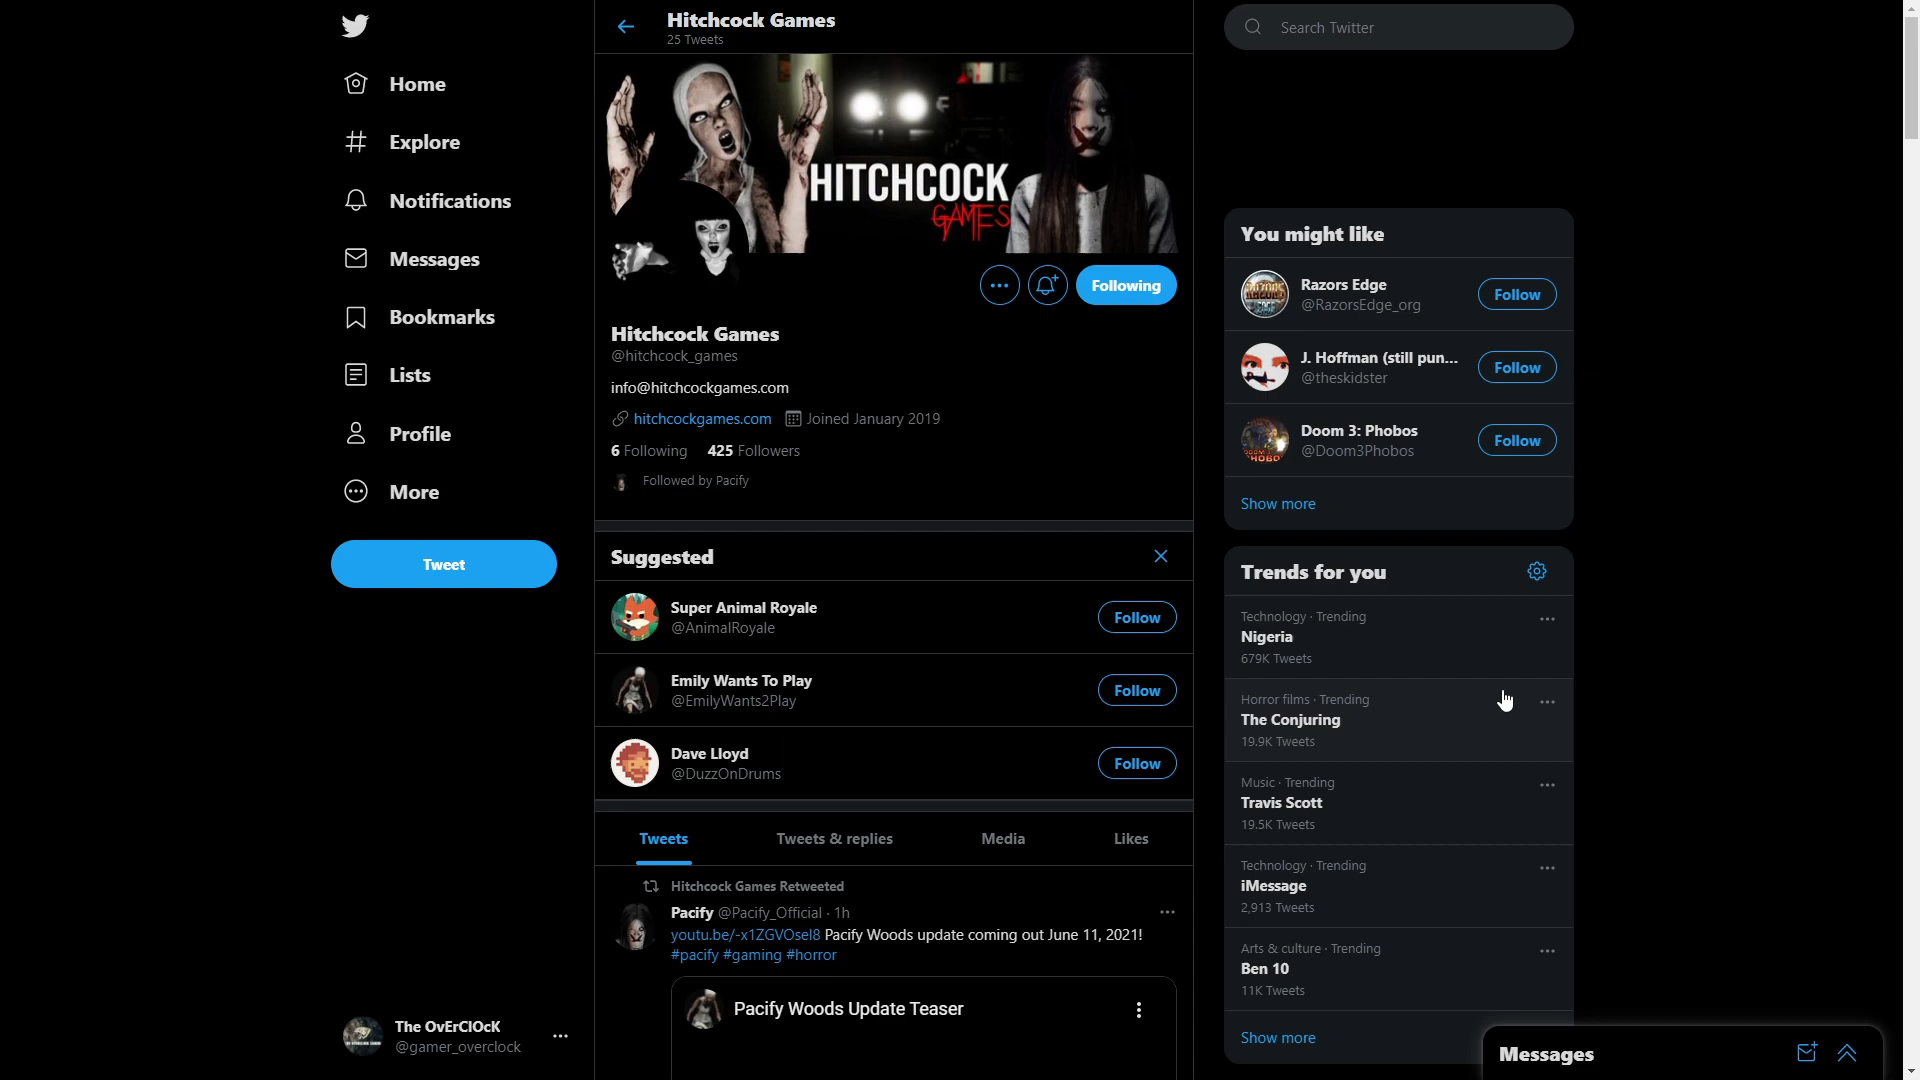 Home
Explore
Notifications
Messages
Bookmarks
Lists
Profile
More
Tweet
The OvErClOcK
@gamer_overclock
Hitchcock Games
25 Tweets
HITCHCOCK
GAMES
Following
Hitchcock Games
@hitchcock_games
info@hitchcockgames.com
hitchcockgames.com Joined January 2019
6 Following 425 Followers
Followed by Pacify
Suggested
Super Animal Royale
@AnimalRoyale
Follow
Emily Wants To Play
@EmilyWants2Play
Follow
Dave Lloyd
@DuzzOnDrums
Follow
Tweets Tweets & replies Media Likes
Hitchcock Games Retweeted
Pacify @Pacify_Official · 1h
youtu.be/-x1ZGVOsel8 Pacify Woods update coming out June 11, 2021!
#pacify #gaming #horror
Pacify Woods Update Teaser
Search Twitter
You might like
Razors Edge
@RazorsEdge_org
Follow
J. Hoffman (still pun...
@theskidster
Follow
Doom 3: Phobos
@Doom3Phobos
Follow
Show more
Trends for you
Technology · Trending
Nigeria
679K Tweets
Horror films · Trending
The Conjuring
19.9K Tweets
Music · Trending
Travis Scott
19.5K Tweets
Technology · Trending
iMessage
2,913 Tweets
Arts & culture · Trending
Ben 10
11K Tweets
Show more
Messages